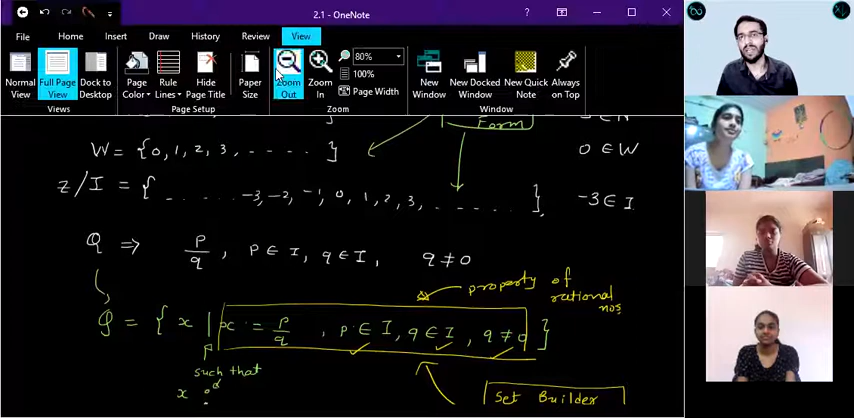 2.1 - OneNote
File Home Insert Draw History Review View
Normal View
Full Page View
Dock to Desktop
Views
Page Color
Rule Lines
Hide Page Title
Page Setup
Paper Size
Zoom Out
Zoom In
80%
100%
Page Width
Zoom
New Window
New Docked Window
New Quick Note
Always on Top
Window
Form
W = {0, 1, 2, 3, ..... } 0 ∈ W
Z/I = { ...... -3, -2, -1, 0, 1, 2, 3, ...... }, -3 ∈ I
Q ⇒ p/q , p ∈ I, q ∈ I, q ≠ 0
property of rational nos
Q = { x | x = p/q , p ∈ I, q ∈ I, q ≠ 0 }
such that
x
Set Builder